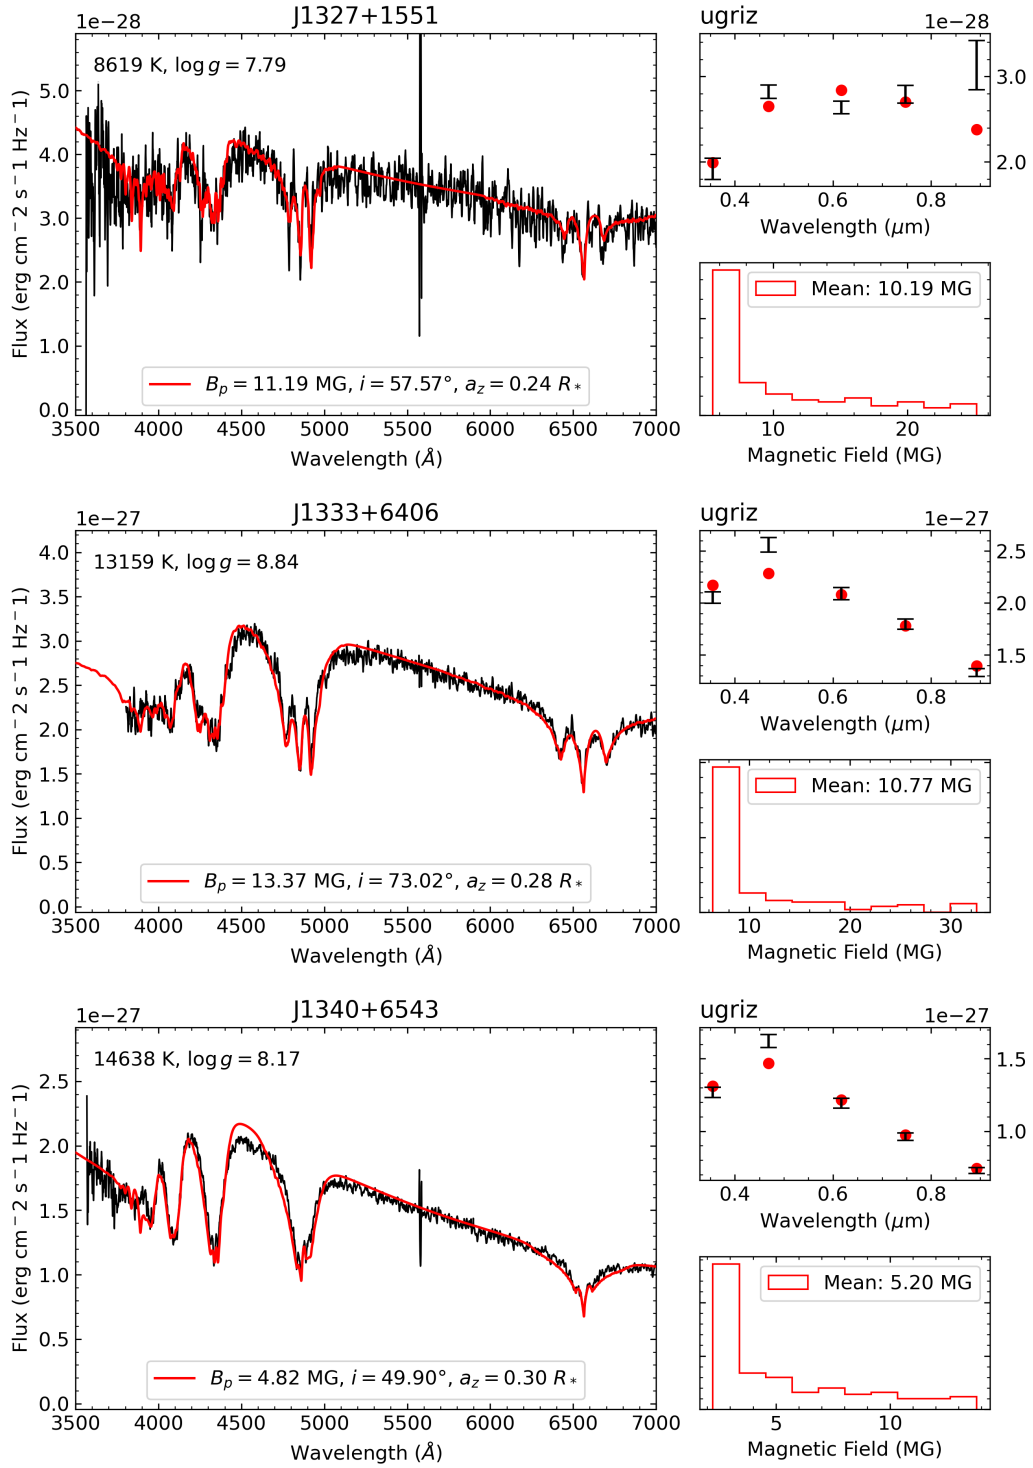 J1327+1551
1e−28
8619 K, log g = 7.79
5.0
4.0
3.0
2.0
1.0
0.0
Flux (erg cm−2 s−1 Hz−1)
B_p = 11.19 MG, i = 57.57°, a_z = 0.24 R_*
3500 4000 4500 5000 5500 6000 6500 7000
Wavelength (Å)
ugriz
1e−28
3.0
2.0
0.4 0.6 0.8
Wavelength (μm)
Mean: 10.19 MG
10 20
Magnetic Field (MG)
J1333+6406
1e−27
13159 K, log g = 8.84
4.0
3.5
3.0
2.5
2.0
1.5
1.0
0.5
0.0
Flux (erg cm−2 s−1 Hz−1)
B_p = 13.37 MG, i = 73.02°, a_z = 0.28 R_*
3500 4000 4500 5000 5500 6000 6500 7000
Wavelength (Å)
ugriz
1e−27
2.5
2.0
1.5
0.4 0.6 0.8
Wavelength (μm)
Mean: 10.77 MG
10 20 30
Magnetic Field (MG)
J1340+6543
1e−27
14638 K, log g = 8.17
2.5
2.0
1.5
1.0
0.5
0.0
Flux (erg cm−2 s−1 Hz−1)
B_p = 4.82 MG, i = 49.90°, a_z = 0.30 R_*
3500 4000 4500 5000 5500 6000 6500 7000
Wavelength (Å)
ugriz
1e−27
1.5
1.0
0.4 0.6 0.8
Wavelength (μm)
Mean: 5.20 MG
5 10
Magnetic Field (MG)